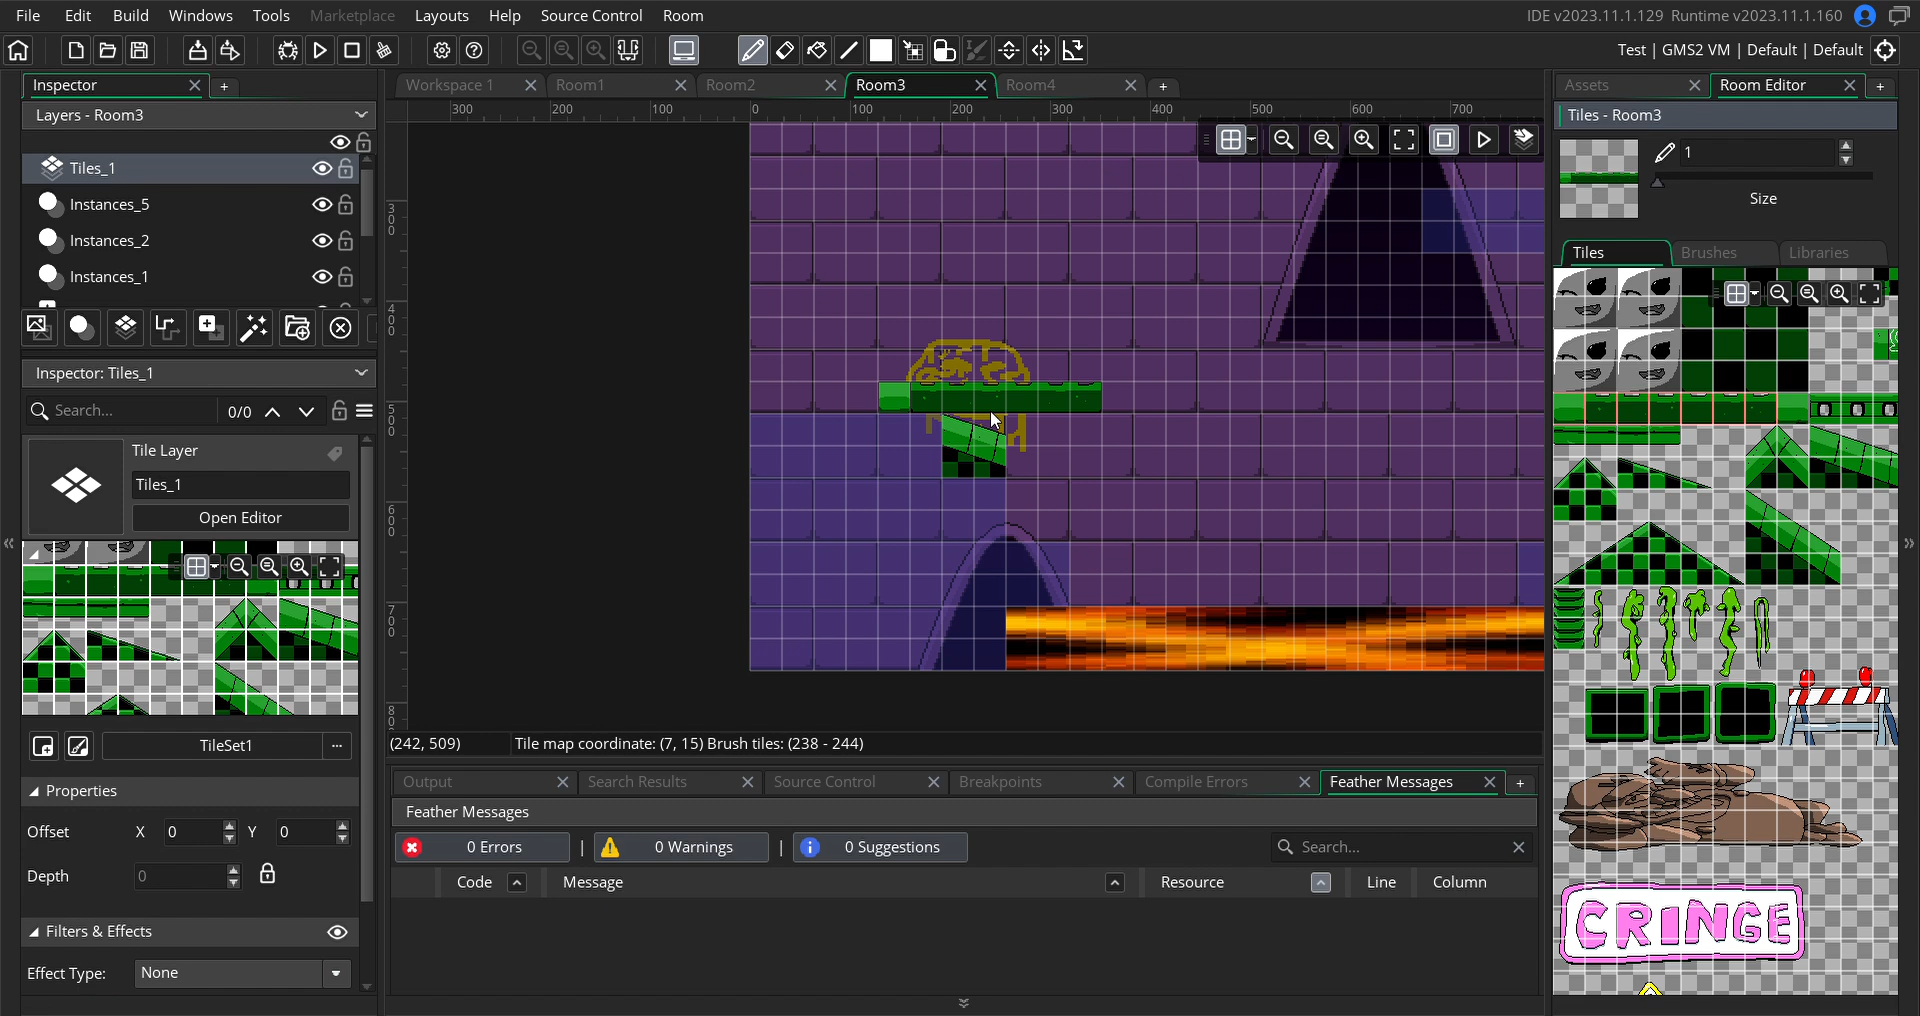 File Edit Build Windows Tools Marketplace Layouts Help Source Control Room IDE v2023.11.1.129 Runtime v2023.11.1.160
Test | GMS2 VM | Default | Default
Inspector
Workspace 1 Room1 Room2 Room3 Room4
Assets Room Editor
Layers - Room3
300 200 100 0 100 200 300 400 500 600 700
Tiles - Room3
1
Size
Tiles_1
Instances_5
Instances_2
Instances_1
300
400
500
600
700
80
Tiles Brushes Libraries
Inspector: Tiles_1
Search... 0/0
Tile Layer
Tiles_1
Open Editor
TileSet1 ...
(242, 509) Tile map coordinate: (7, 15) Brush tiles: (238 - 244)
Properties
Offset X 0 Y 0
Depth 0
Filters & Effects
Effect Type: None
Output Search Results Source Control Breakpoints Compile Errors Feather Messages
Feather Messages
0 Errors | 0 Warnings | 0 Suggestions Search...
Code Message Resource Line Column
CRINGE